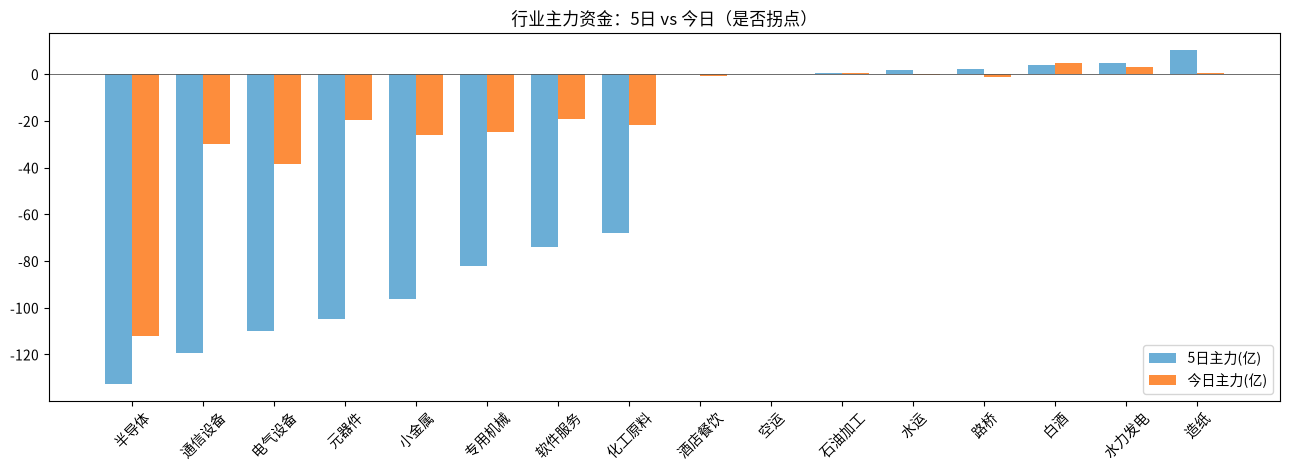 行业主力资金：5日 vs 今日（是否拐点）
0
-20
-40
-60
-80
-100
-120
5日主力(亿)
今日主力(亿)
半导体
通信设备
电气设备
元器件
小金属
专用机械
软件服务
化工原料
酒店餐饮
空运
石油加工
水运
路桥
白酒
水力发电
造纸